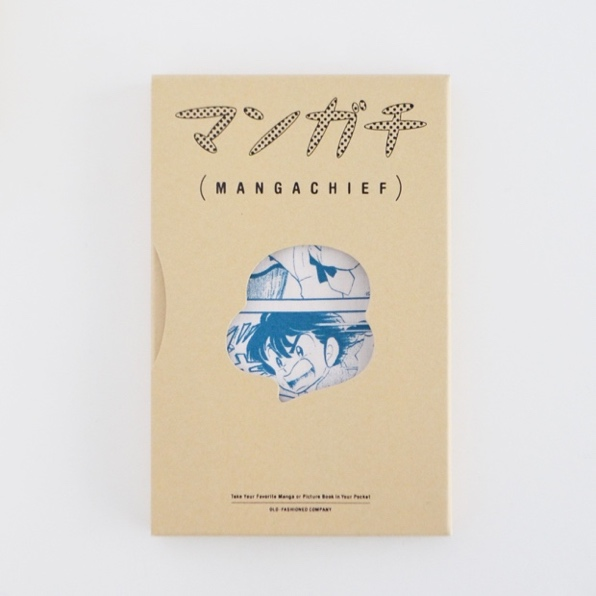 マンガチ
(MANGACHIEF)
Take Your Favorite Manga or Picture Book in Your Pocket
OLD-FASHIONED COMPANY